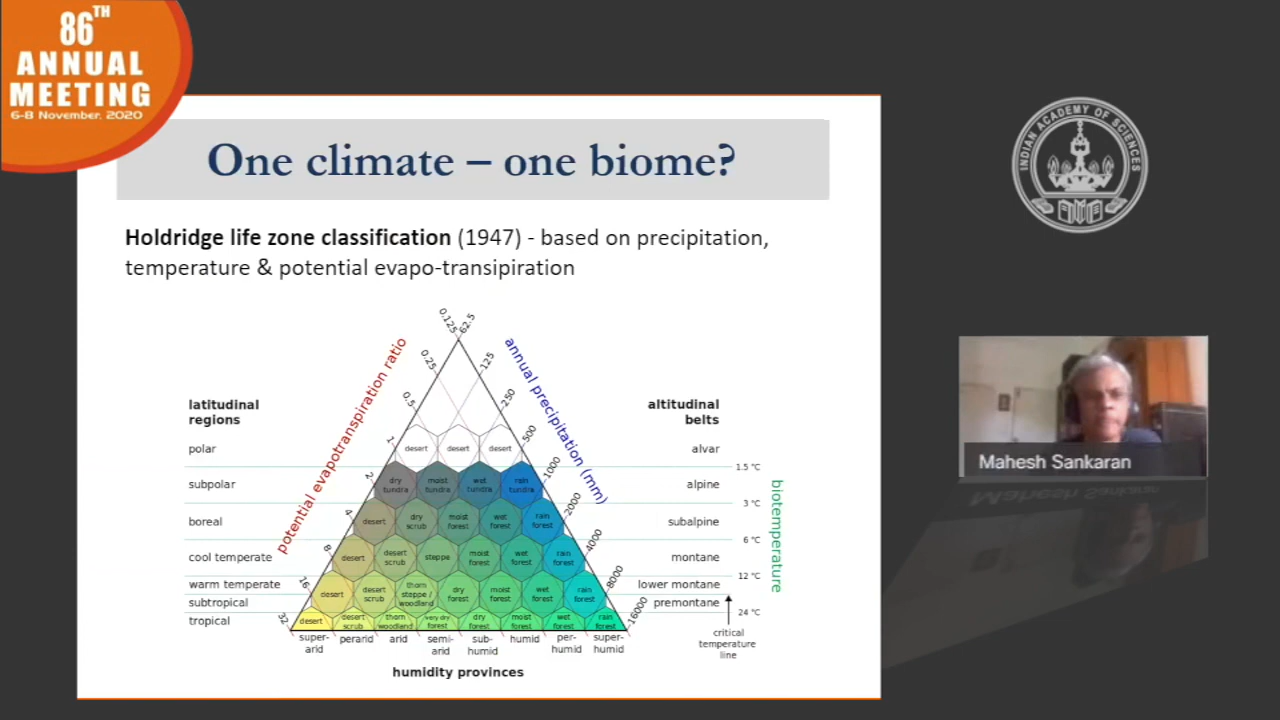 86TH
ANNUAL
MEETING
6-8 November, 2020
INDIAN ACADEMY OF SCIENCES
One climate – one biome?
Holdridge life zone classification (1947) - based on precipitation,
temperature & potential evapo-transipiration
0.125
62.5
0.25
125
0.5
250
1
500
2
1000
4
2000
8
4000
16
8000
32
16000
potential evapotranspiration ratio
annual precipitation (mm)
latitudinal
regions
altitudinal
belts
polar
desert
desert
desert
alvar
1.5 °C
subpolar
dry
tundra
moist
tundra
wet
tundra
rain
tundra
alpine
3 °C
boreal
desert
dry
scrub
moist
forest
wet
forest
rain
forest
subalpine
6 °C
cool temperate
desert
desert
scrub
steppe
moist
forest
wet
forest
rain
forest
montane
12 °C
warm temperate
subtropical
desert
desert
scrub
thorn
steppe /
woodland
dry
forest
moist
forest
wet
forest
rain
forest
lower montane
premontane
24 °C
tropical
desert
desert
scrub
thorn
woodland
very dry
forest
dry
forest
moist
forest
wet
forest
rain
forest
super-
arid
perarid
arid
semi-
arid
sub-
humid
humid
per-
humid
super-
humid
humidity provinces
critical
temperature
line
biotemperature
Mahesh Sankaran